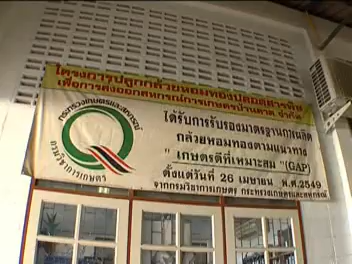 โครงการปลูกกล้วยหอมทองปลอดสารพิษ
เพื่อการส่งออกสหกรณ์การเกษตรบ้านลาด จำกัด
กระทรวงเกษตรและสหกรณ์
กรมวิชาการเกษตร
ได้รับการรับรองมาตรฐานการผลิต
กล้วยหอมทองตามแนวทาง
" เกษตรดีที่เหมาะสม "(GAP)
ตั้งแต่วันที่ 26 เมษายน พ.ศ.2549
จากกรมวิชาการเกษตร กระทรวงเกษตรและสหกรณ์